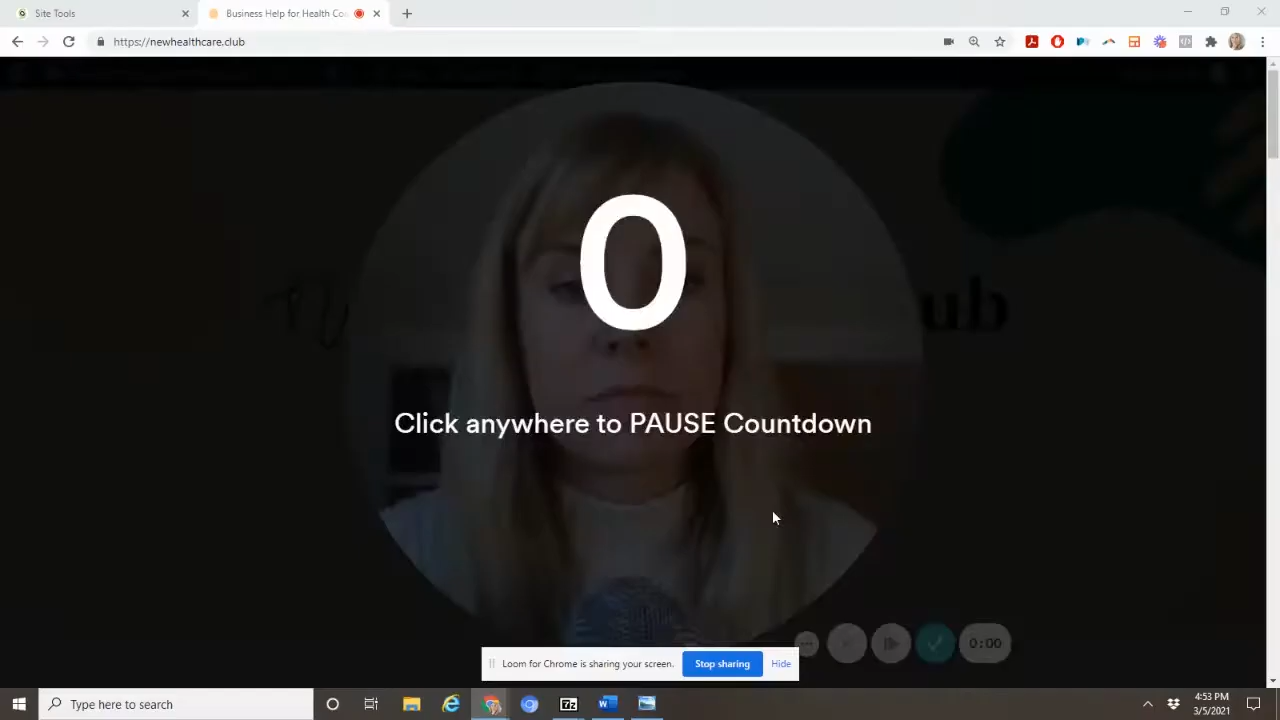 Site Tools
Business Help for Health Coa
https://newhealthcare.club
0
Click anywhere to PAUSE Countdown
0:00
Loom for Chrome is sharing your screen.
Stop sharing
Hide
Type here to search
4:53 PM
3/5/2021